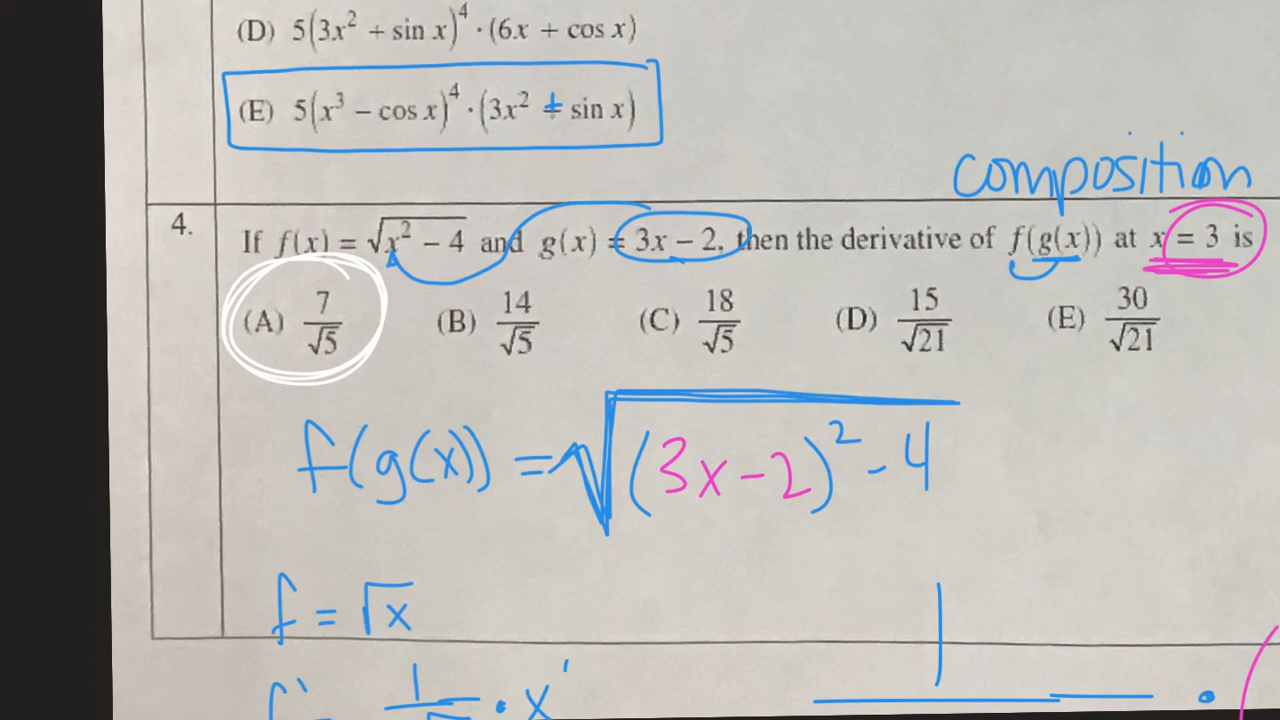 (D) 5(3x² + sin x)⁴ · (6x + cos x)
(E) 5(x³ – cos x)⁴ · (3x² + sin x)
composition
4. If f(x) = √(x² – 4) and g(x) = 3x – 2, then the derivative of f(g(x)) at x = 3 is
(A) 7/√5 (B) 14/√5 (C) 18/√5 (D) 15/√21 (E) 30/√21
f(g(x)) = √((3x – 2)² – 4)
f = √x
1